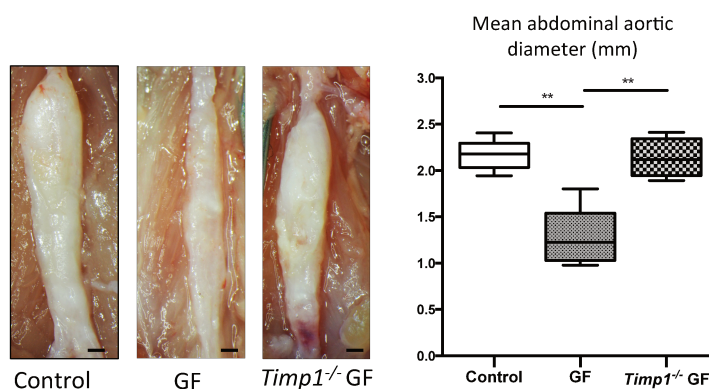 Mean abdominal aortic
diameter (mm)
3.0
2.5
2.0
1.5
1.0
0.5
0.0
**
**
Control
GF
Timp1-/- GF
Control
GF
Timp1-/- GF